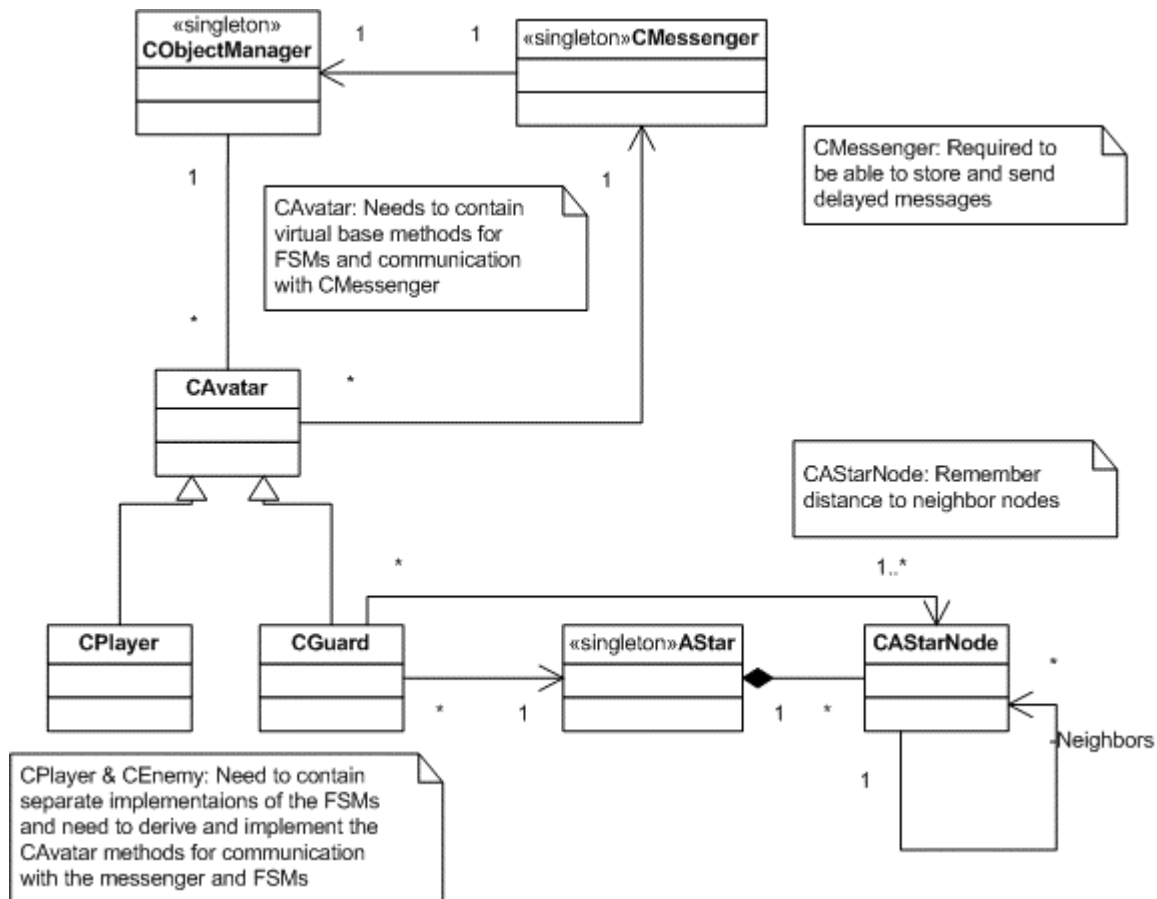 «singleton»
CObjectManager
1
1
«singleton»CMessenger
CMessenger: Required to
be able to store and send
delayed messages
1
1
CAvatar: Needs to contain
virtual base methods for
FSMs and communication
with CMessenger
*
*
CAvatar
CAStarNode: Remember
distance to neighbor nodes
*
1..*
CPlayer
CGuard
«singleton»AStar
CAStarNode
*
*
1
1
*
-Neighbors
1
CPlayer & CEnemy: Need to contain
separate implementaions of the FSMs
and need to derive and implement the
CAvatar methods for communication
with the messenger and FSMs